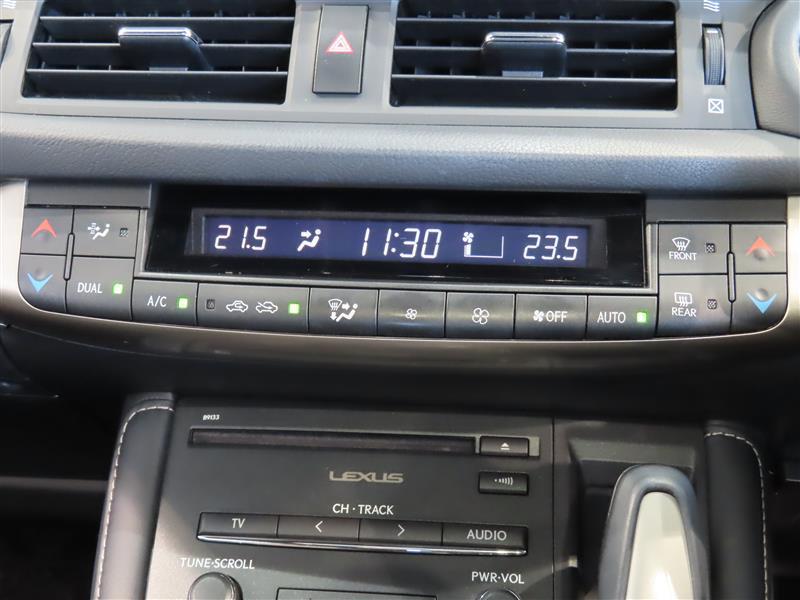 21.5 11:30 23.5
FRONT
DUAL A/C OFF AUTO REAR
89133
LEXUS
CH·TRACK
TV AUDIO
TUNE·SCROLL PWR·VOL